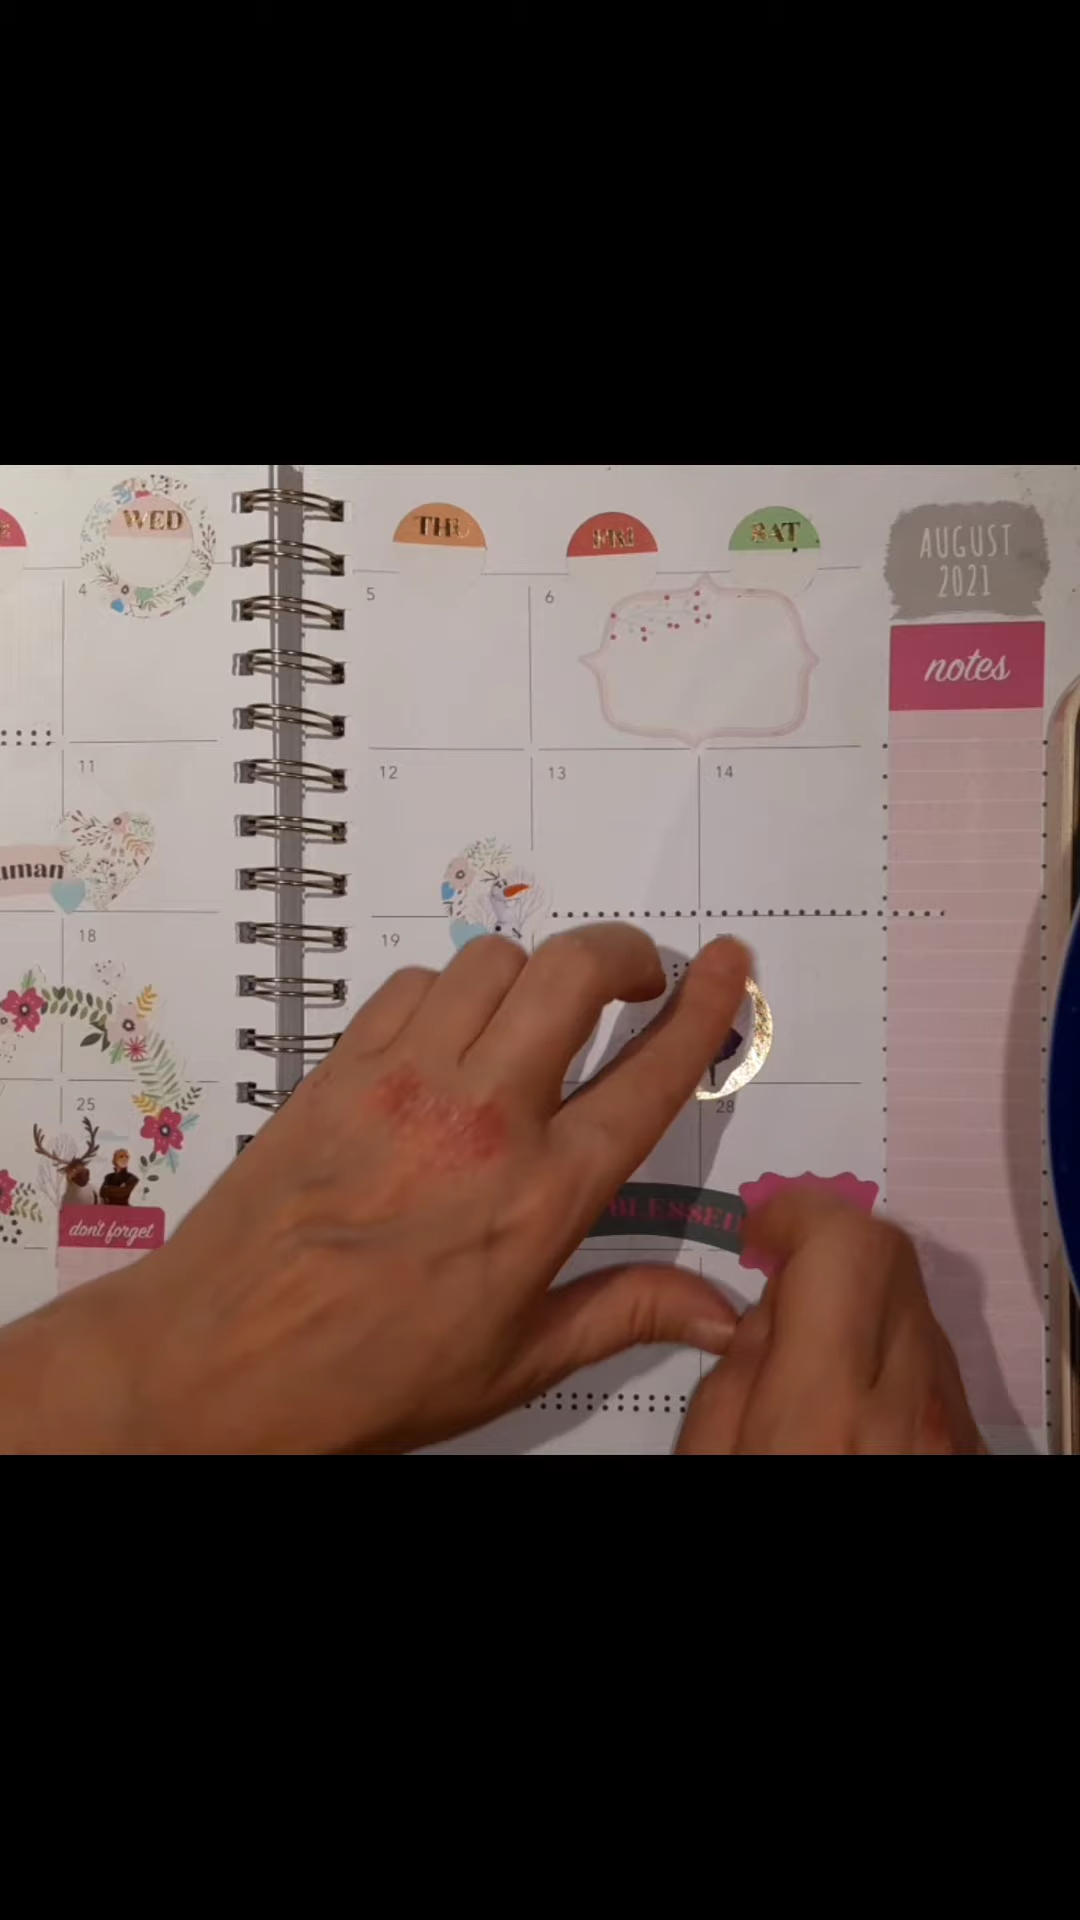 WED
THU
FRI
SAT
AUGUST
2021
4
5
6
notes
11
12
13
14
uman
18
19
25
28
BLESSED
don't forget